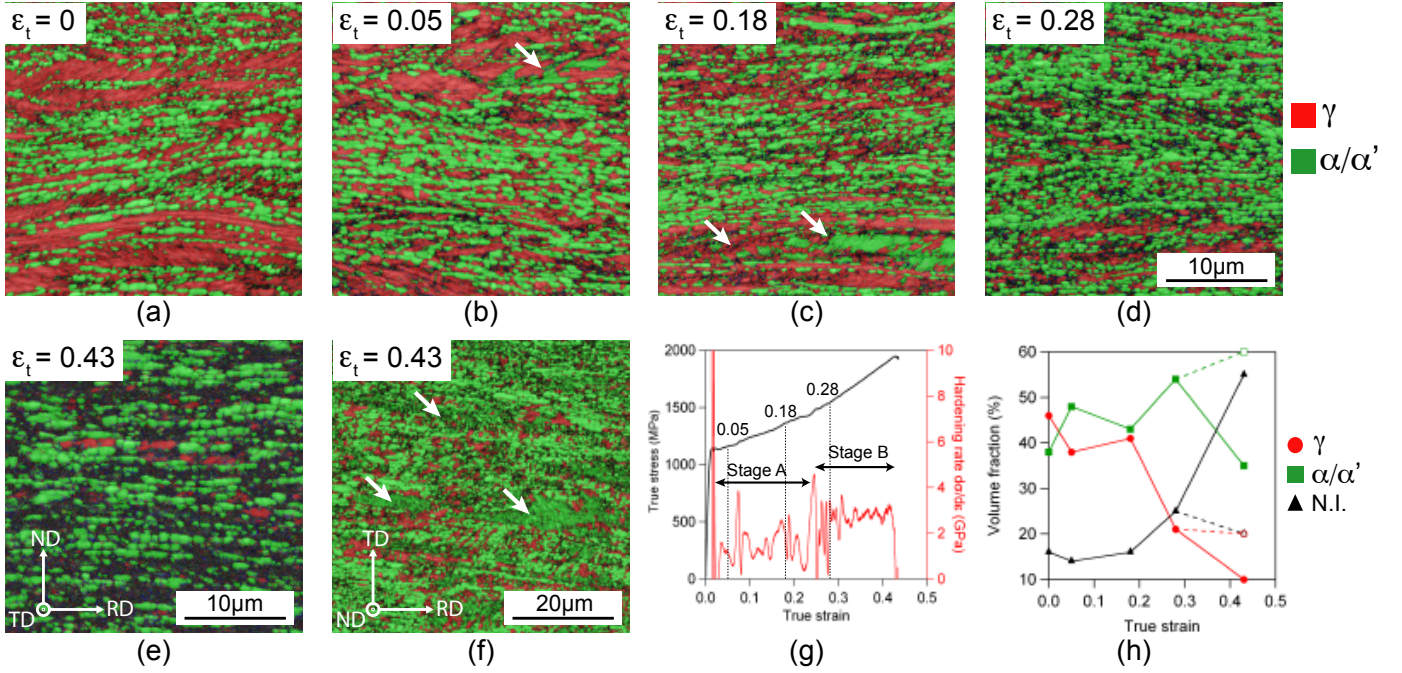 εt = 0
εt = 0.05
εt = 0.18
εt = 0.28
γ
α/α’
10µm
(a)
(b)
(c)
(d)
εt = 0.43
ND
TD
RD
10µm
(e)
εt = 0.43
TD
ND
RD
20µm
(f)
True stress (MPa)
2000
1500
1000
500
0
0.05
0.18
0.28
Stage A
Stage B
10
8
6
4
2
0
Hardening rate dσ/dε (GPa)
0.0 0.1 0.2 0.3 0.4 0.5
True strain
(g)
Volume fraction (%)
60
50
40
30
20
10
0.0 0.1 0.2 0.3 0.4 0.5
True strain
γ
α/α’
N.I.
(h)